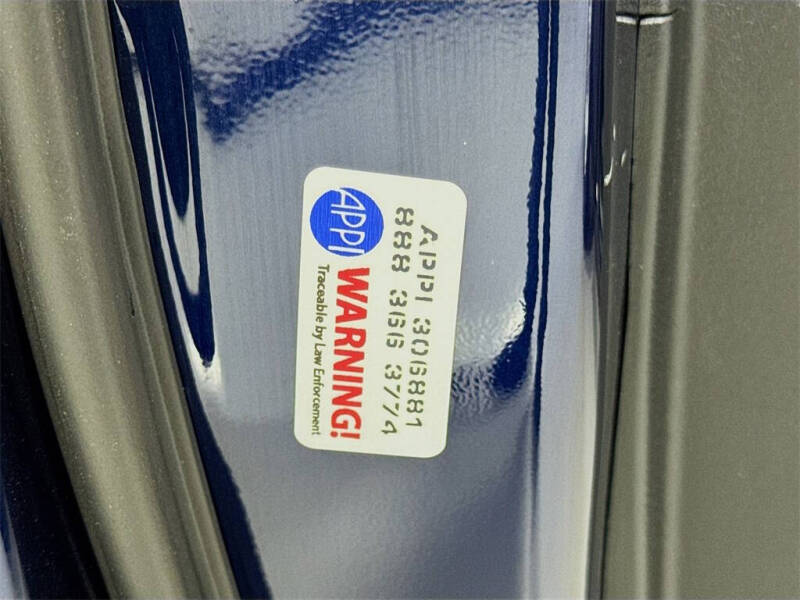 APPI 306881
888 366 3774
APPI
WARNING!
Traceable by Law Enforcement